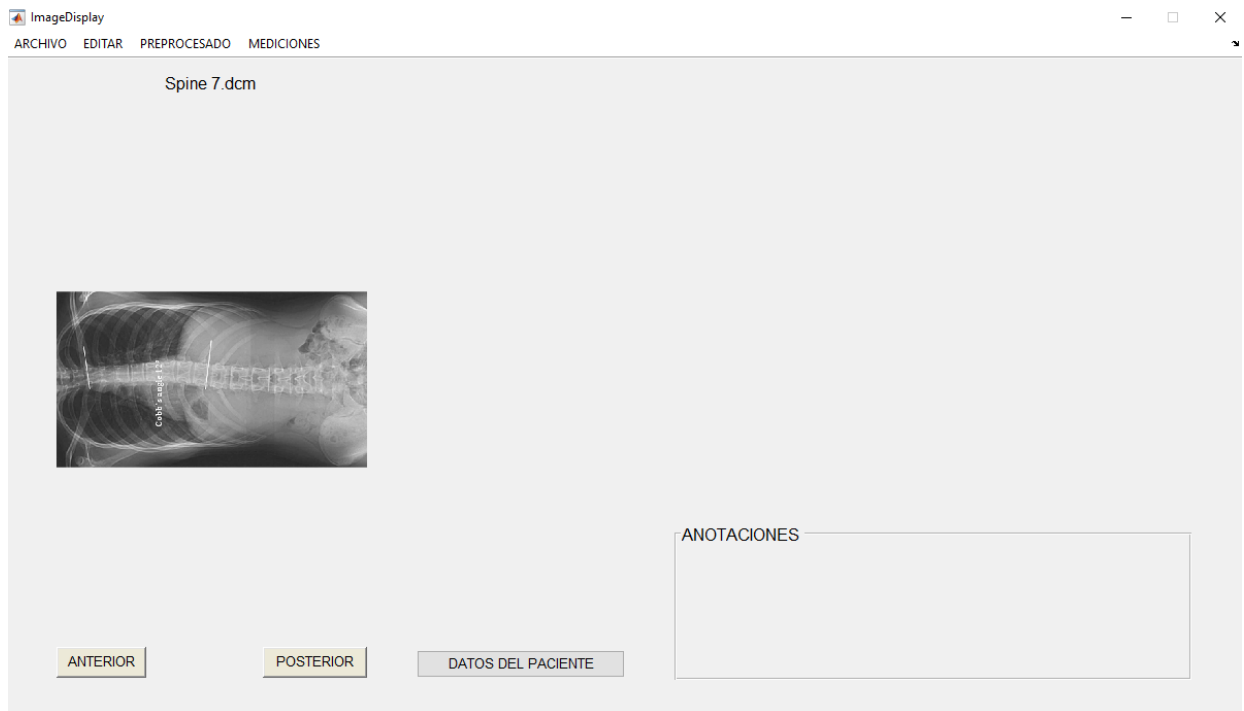 ImageDisplay
ARCHIVO EDITAR PREPROCESADO MEDICIONES
Spine 7.dcm
Cobb's angle 12°
ANOTACIONES
ANTERIOR POSTERIOR DATOS DEL PACIENTE